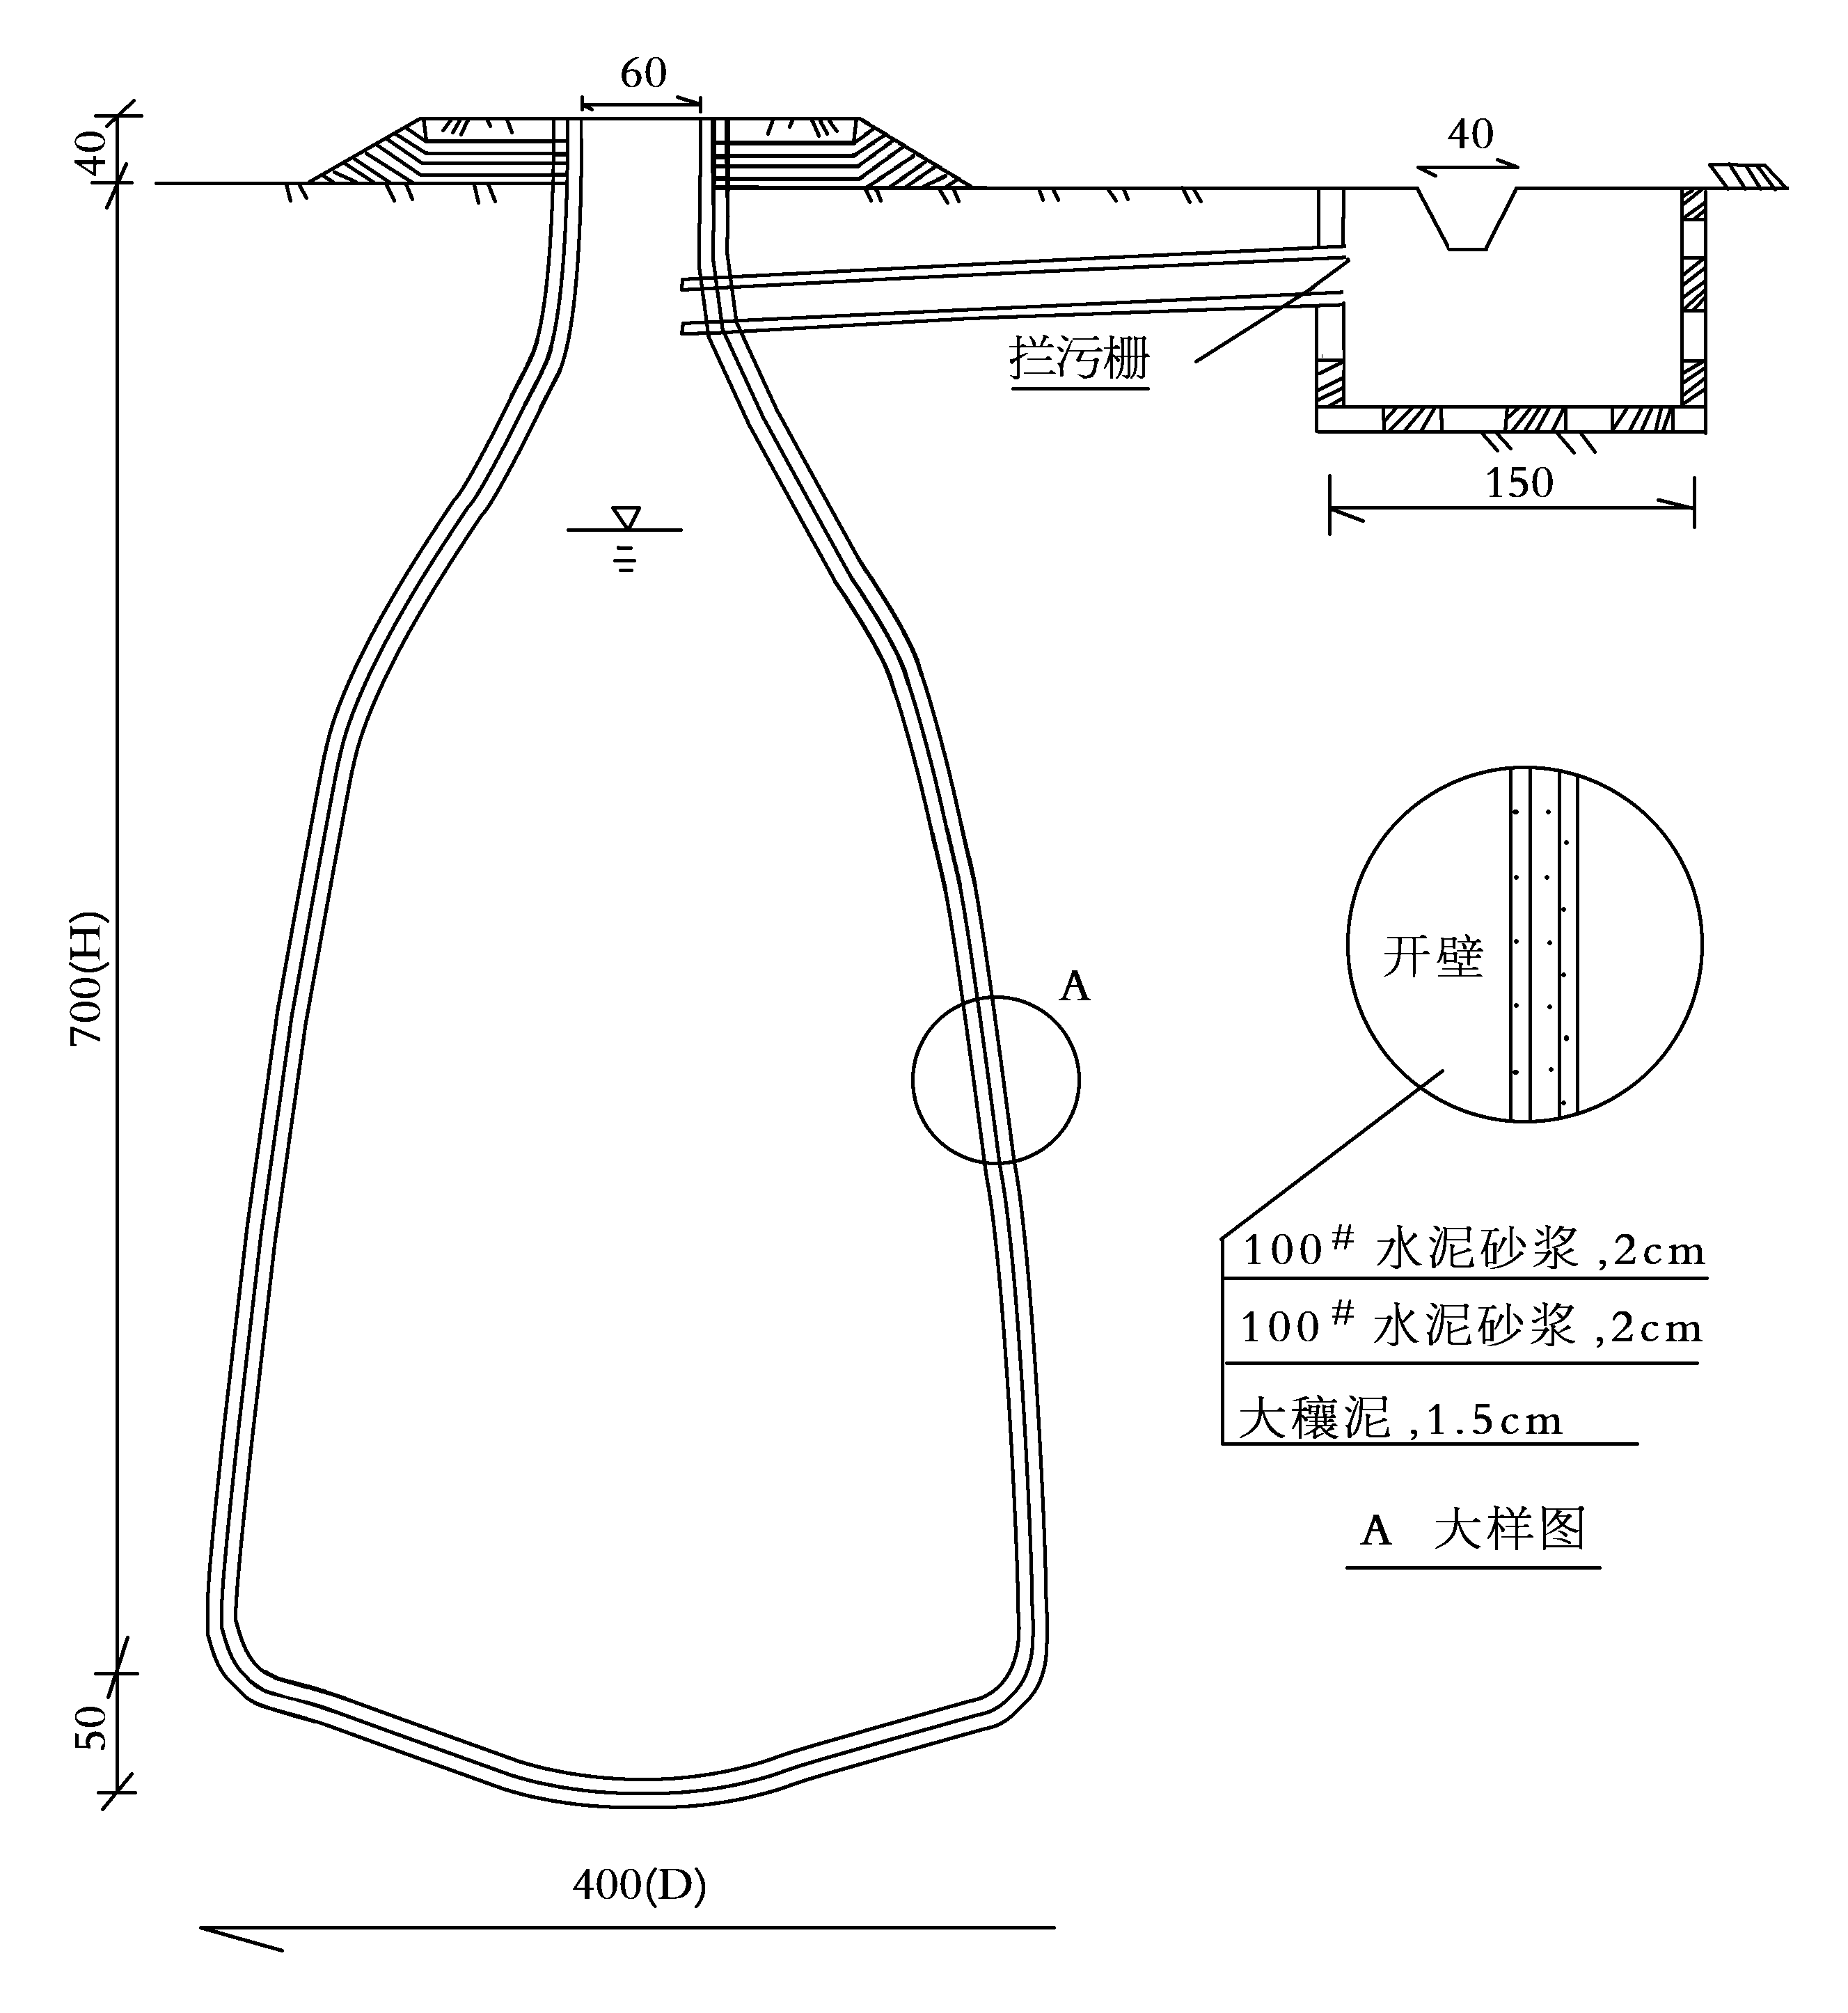 60
40
40
拦污栅
150
700(H)
A
开壁
100# 水泥砂浆,2cm
100# 水泥砂浆,2cm
大穰泥,1.5cm
A 大样图
50
400(D)